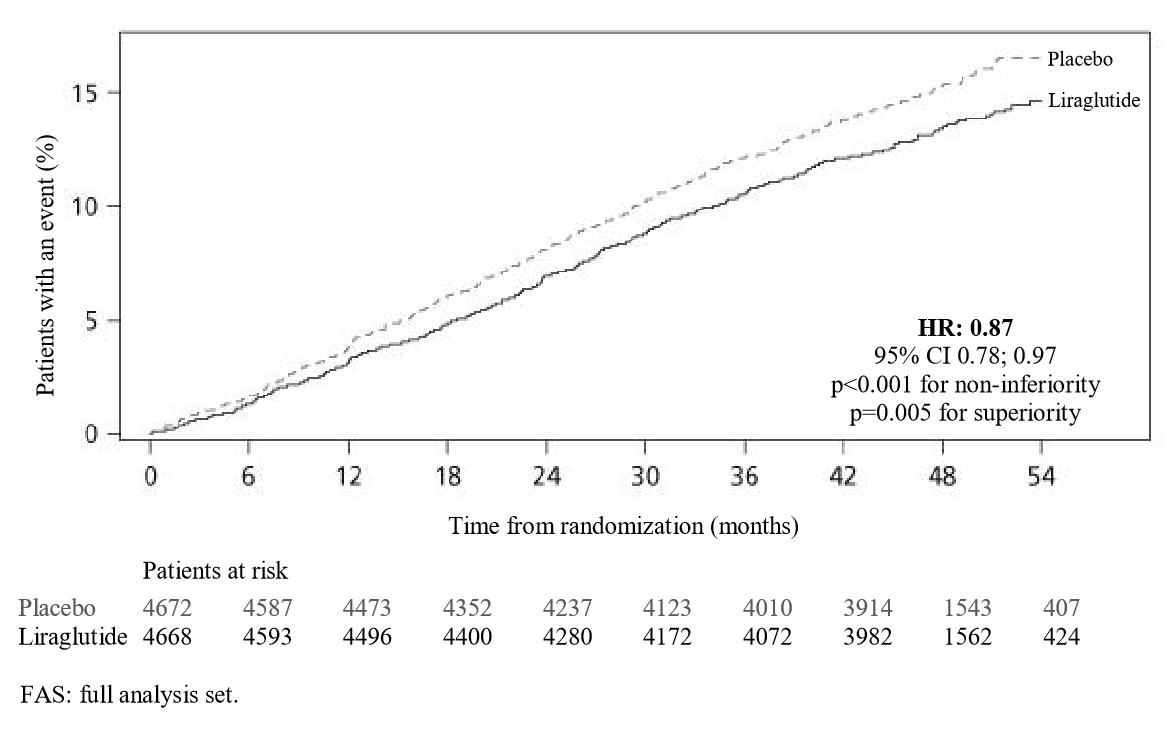 Placebo
15
Liraglutide
Patients with an event (%)
10
5
HR: 0.87
95% CI 0.78; 0.97
p<0.001 for non-inferiority
p=0.005 for superiority
0
0 6 12 18 24 30 36 42 48 54
Time from randomization (months)
Patients at risk
Placebo 4672 4587 4473 4352 4237 4123 4010 3914 1543 407
Liraglutide 4668 4593 4496 4400 4280 4172 4072 3982 1562 424
FAS: full analysis set.